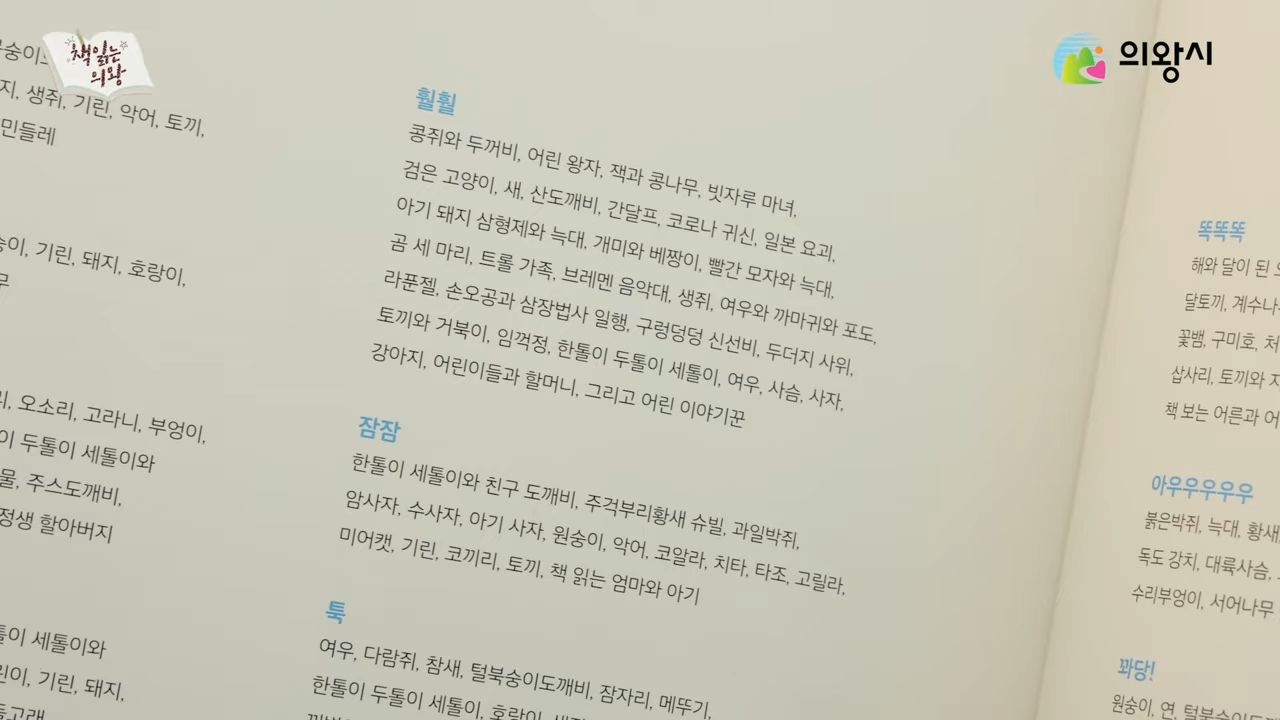 책 읽는
의왕
의왕시
지, 생쥐, 기린, 악어, 토끼,
민들레
기린, 돼지, 호랑이,
오소리, 고라니, 부엉이,
두톨이 세톨이와
주스도깨비,
할아버지
세톨이와
기린, 돼지,
훨훨
콩쥐와 두꺼비, 어린 왕자, 잭과 콩나무, 빗자루 마녀,
검은 고양이, 새, 산도깨비, 간달프, 코로나 귀신, 일본 요괴,
아기 돼지 삼형제와 늑대, 개미와 베짱이, 빨간 모자와 늑대,
곰 세 마리, 트롤 가족, 브레멘 음악대, 생쥐, 여우와 까마귀와 포도,
라푼젤, 손오공과 삼장법사 일행, 구렁덩덩 신선비, 두더지 사위,
토끼와 거북이, 임꺽정, 한톨이 두톨이 세톨이, 여우, 사슴, 사자,
강아지, 어린이들과 할머니, 그리고 어린 이야기꾼
잠잠
한톨이 세톨이와 친구 도깨비, 주걱부리황새 슈빌, 과일박쥐,
암사자, 수사자, 아기 사자, 원숭이, 악어, 코알라, 치타, 타조, 고릴라,
미어캣, 기린, 코끼리, 토끼, 책 읽는 엄마와 아기
툭
여우, 다람쥐, 참새, 털북숭이도깨비, 잠자리, 메뚜기,
한톨이 두톨이 세톨이, 호랑이,
똑똑똑
해와 달이 된
달토끼, 계수나
꽃뱀, 구미호,
삽사리, 토끼와
책 보는 어른과
아우우우우우
붉은박쥐, 늑대, 황새
독도 강치, 대륙사슴,
수리부엉이, 서어나무
꽈당!
원숭이, 연,